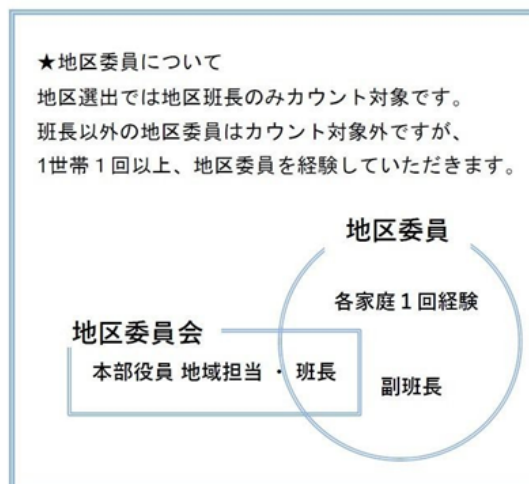 ★地区委員について
地区選出では地区班長のみカウント対象です。
班長以外の地区委員はカウント対象外ですが、
1世帯１回以上、地区委員を経験していただきます。
地区委員
各家庭１回経験
地区委員会
本部役員 地域担当 ・ 班長
副班長